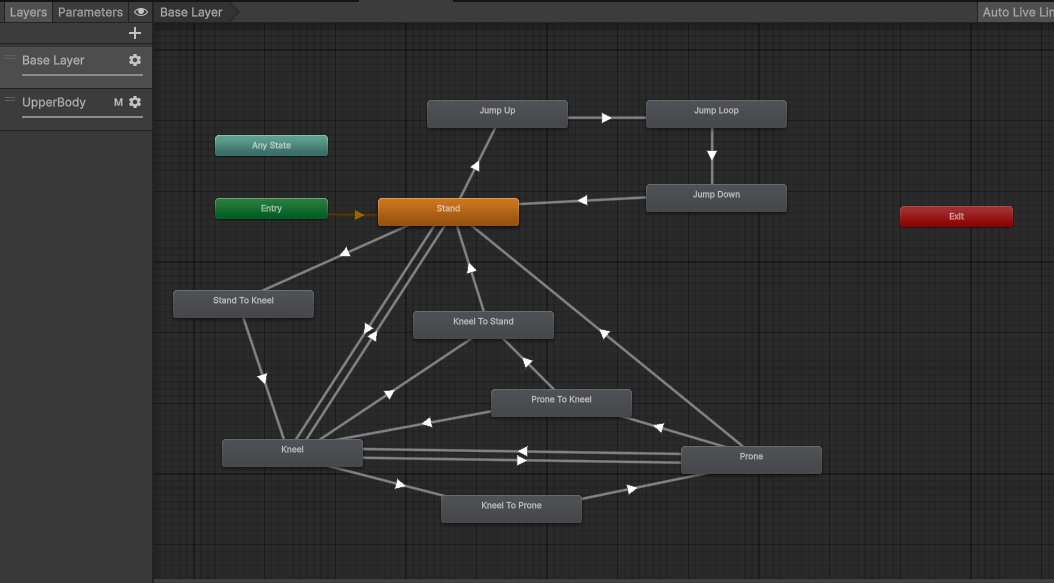 Layers Parameters Base Layer Auto Live Lin
Base Layer
UpperBody M
Jump Up Jump Loop
Any State
Jump Down
Entry Stand Exit
Stand To Kneel
Kneel To Stand
Prone To Kneel
Kneel Prone
Kneel To Prone